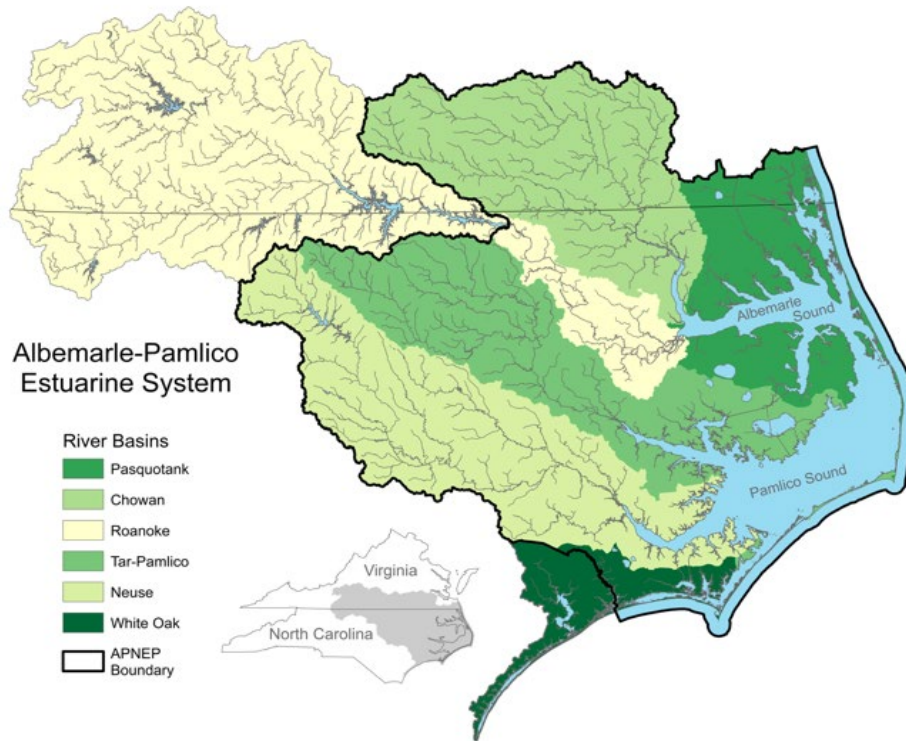 Albemarle
Sound
Albemarle-Pamlico
Estuarine System
River Basins
Pasquotank
Chowan
Roanoke
Tar-Pamlico
Neuse
White Oak
APNEP
Boundary
Pamlico Sound
Virginia
North Carolina